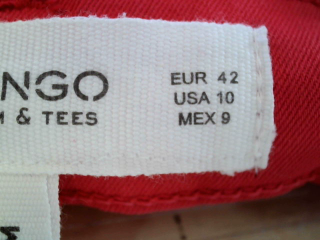 NGO
& TEES
EUR 42
USA 10
MEX 9